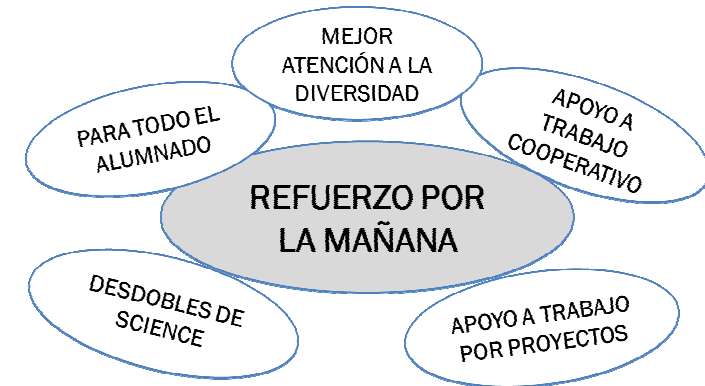 MEJOR
ATENCIÓN A LA
DIVERSIDAD
PARA TODO EL
ALUMNADO
APOYO A
TRABAJO
COOPERATIVO
REFUERZO POR
LA MAÑANA
DESDOBLES DE
SCIENCE
APOYO A TRABAJO
POR PROYECTOS